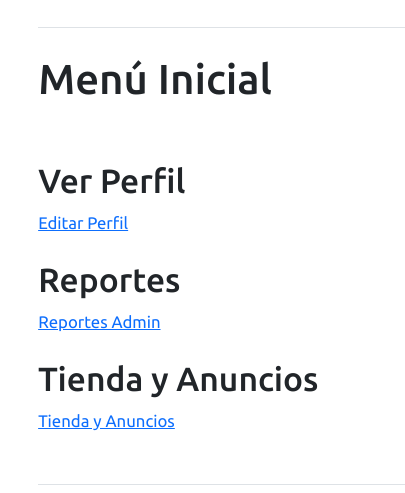 Menú Inicial
Ver Perfil
Editar Perfil
Reportes
Reportes Admin
Tienda y Anuncios
Tienda y Anuncios